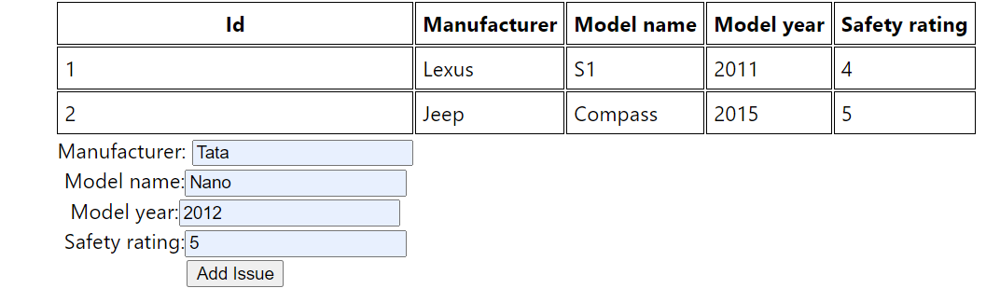 Id Manufacturer Model name Model year Safety rating
1 Lexus S1 2011 4
2 Jeep Compass 2015 5
Manufacturer: Tata
Model name: Nano
Model year: 2012
Safety rating: 5
Add Issue